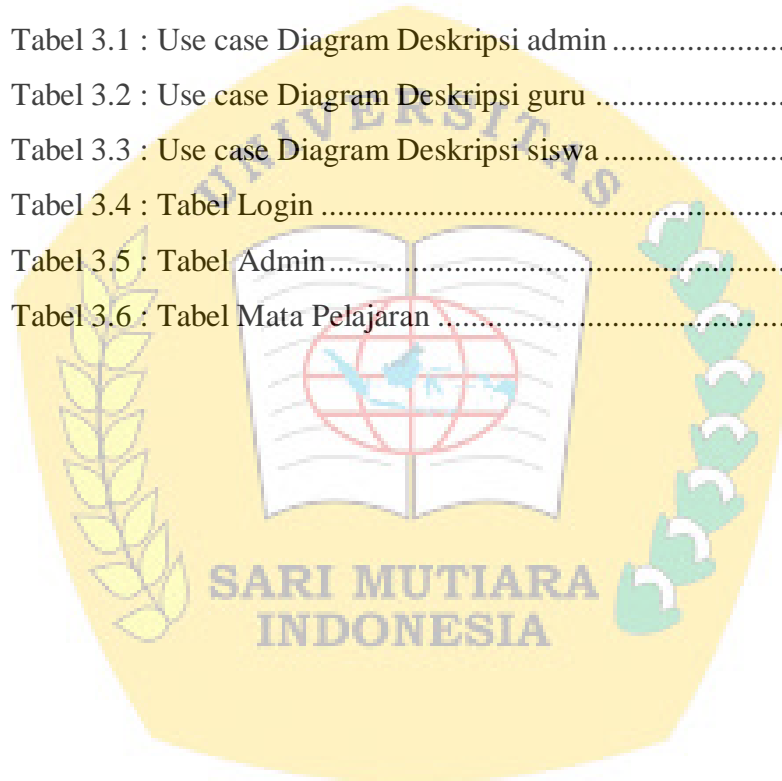 Tabel 3.1 : Use case Diagram Deskripsi admin ......................
Tabel 3.2 : Use case Diagram Deskripsi guru ........................
Tabel 3.3 : Use case Diagram Deskripsi siswa .......................
Tabel 3.4 : Tabel Login .......................................................
Tabel 3.5 : Tabel Admin ......................................................
Tabel 3.6 : Tabel Mata Pelajaran .........................................
UNIVERSITAS
SARI MUTIARA
INDONESIA